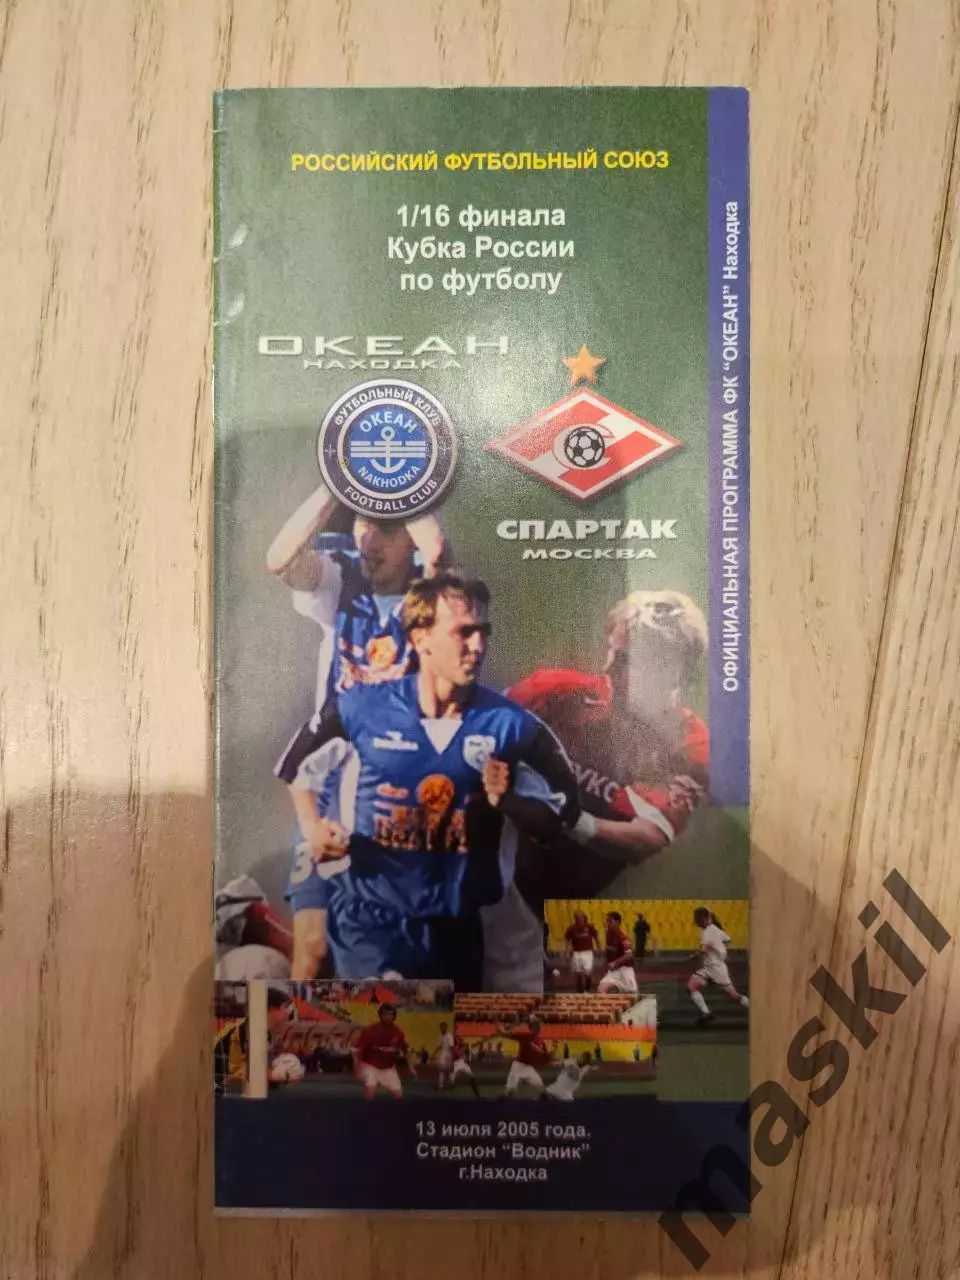 РОССИЙСКИЙ ФУТБОЛЬНЫЙ СОЮЗ
1/16 финала
Кубка России
по футболу
ОКЕАН
НАХОДКА
ФУТБОЛЬНЫЙ КЛУБ
ОКЕАН
NAKHODKA
FOOTBALL CLUB
С
СПАРТАК
МОСКВА
ОФИЦИАЛЬНАЯ ПРОГРАММА ФК "ОКЕАН" Находка
13 июля 2005 года.
Стадион "Водник"
г.Находка
maskil